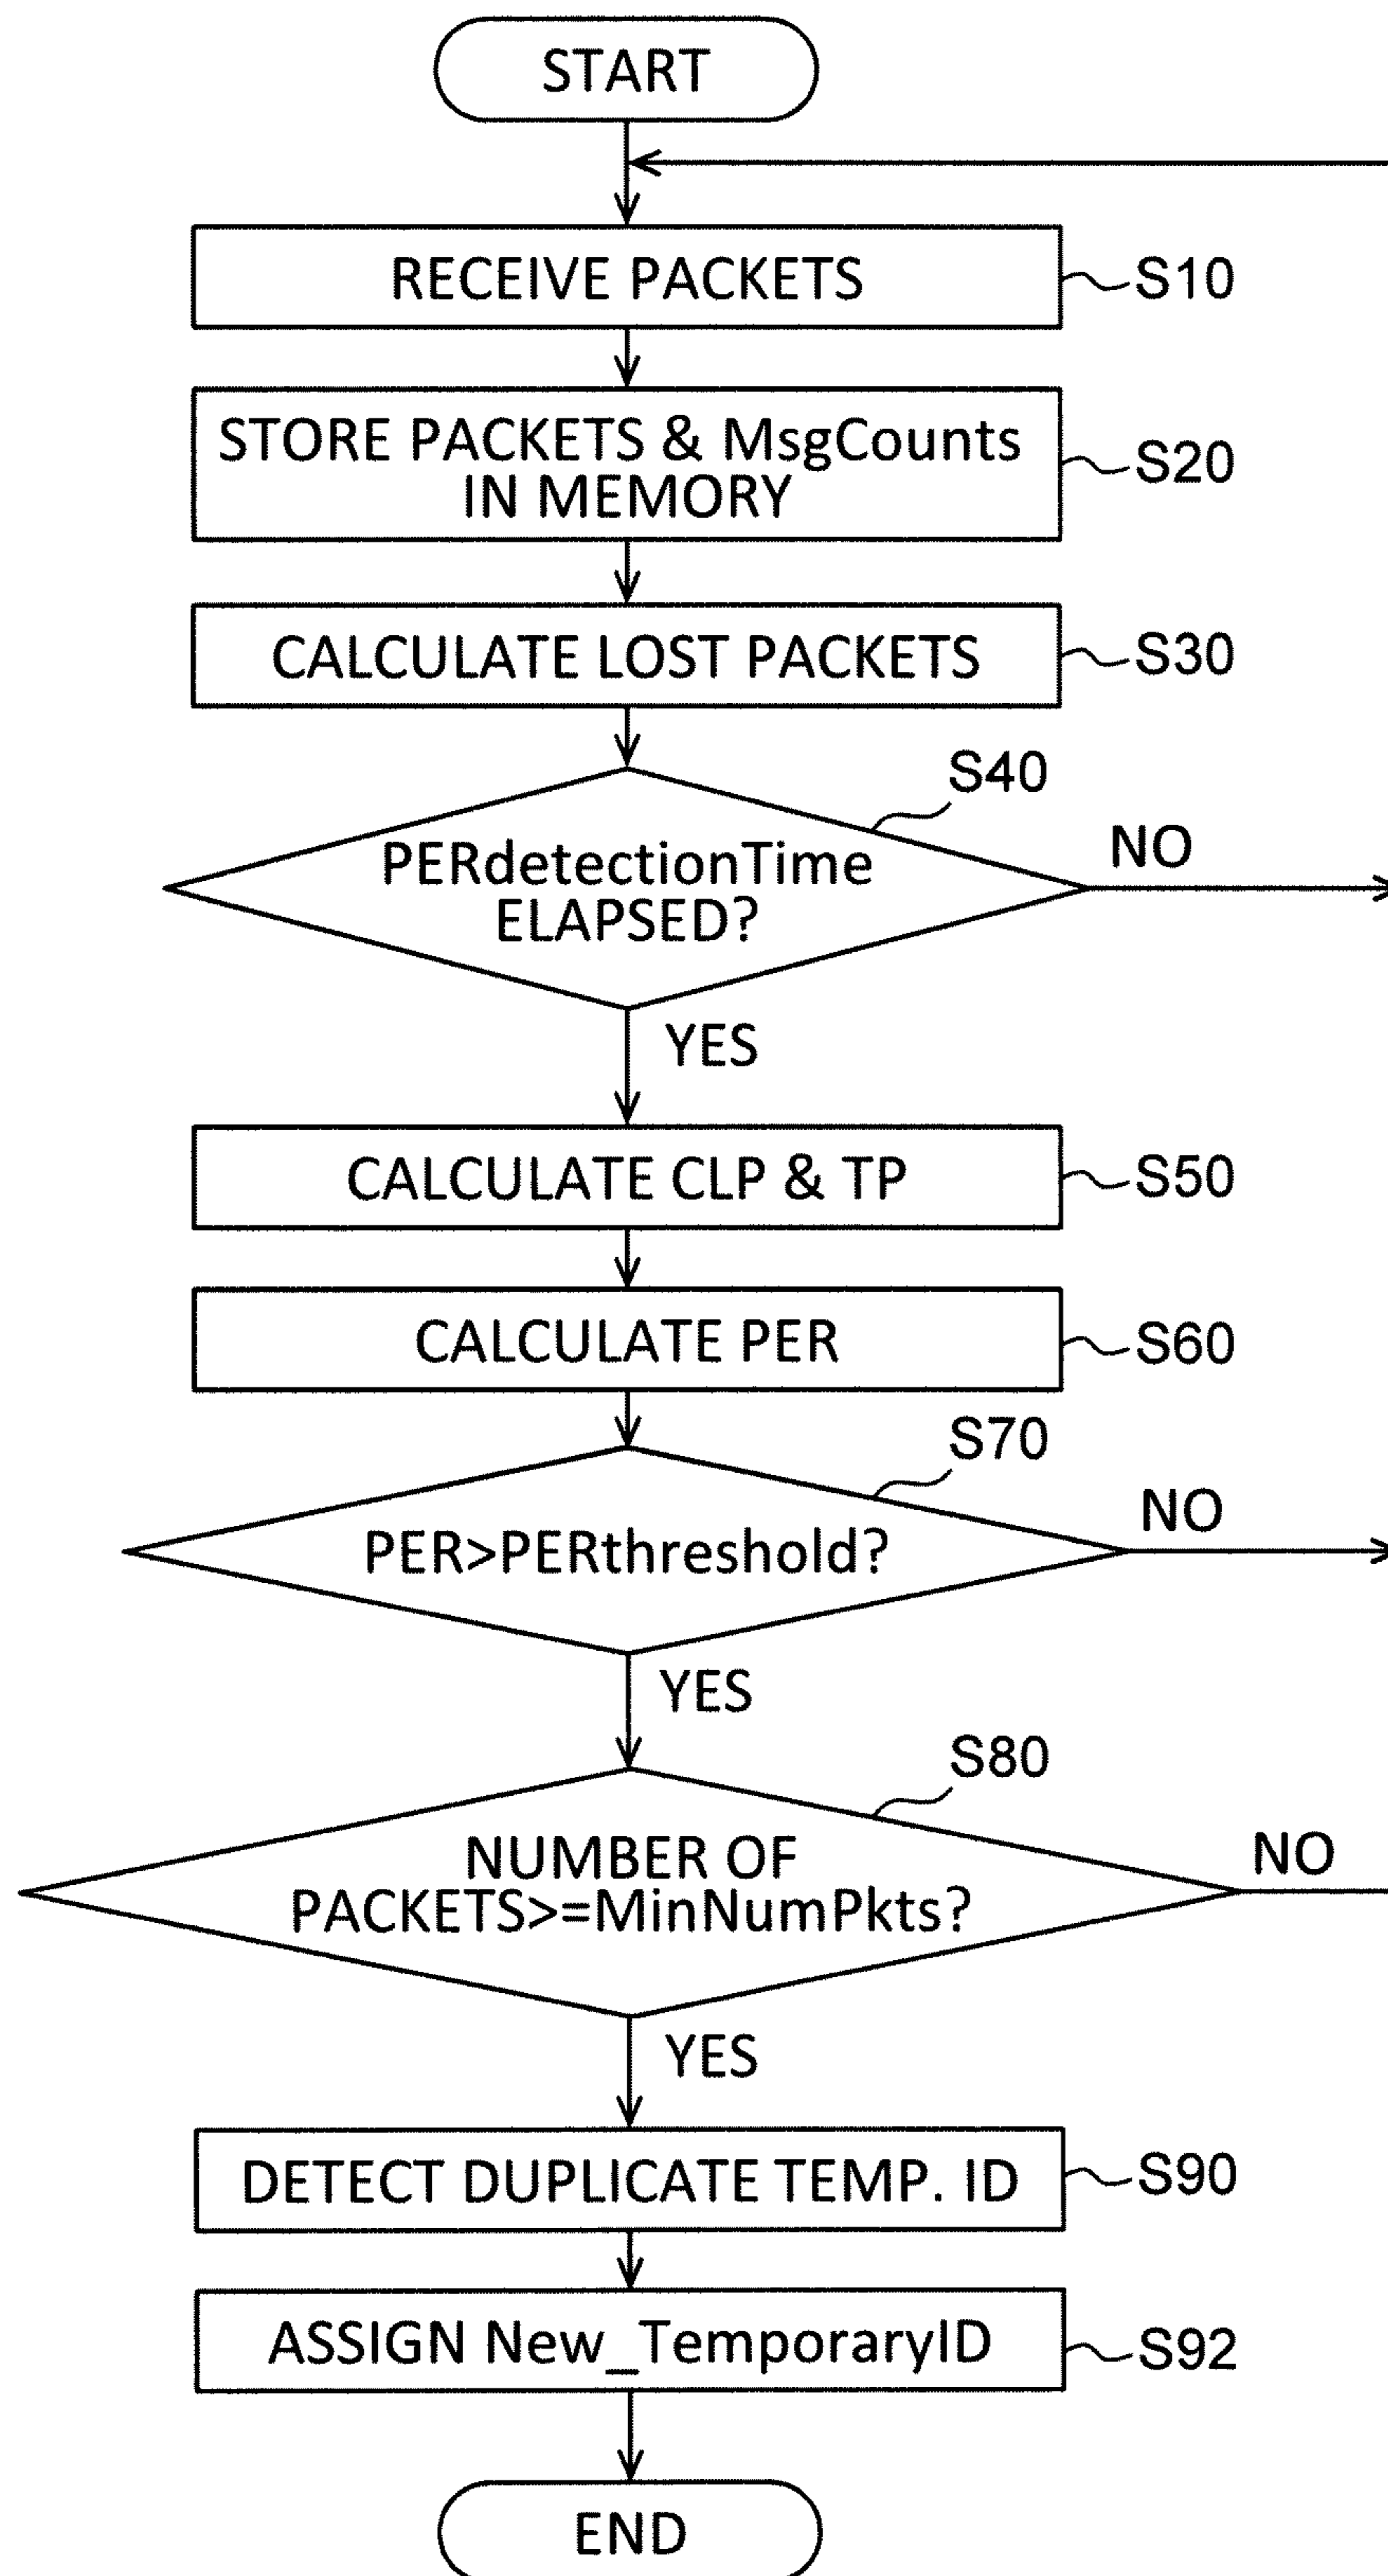 START
RECEIVE PACKETS
S10
STORE PACKETS & MsgCounts
IN MEMORY
S20
CALCULATE LOST PACKETS
S30
S40
PERdetectionTime
ELAPSED?
NO
YES
CALCULATE CLP & TP
S50
CALCULATE PER
S60
S70
PER>PERthreshold?
NO
YES
S80
NUMBER OF
PACKETS>=MinNumPkts?
NO
YES
DETECT DUPLICATE TEMP. ID
S90
ASSIGN New_TemporaryID
S92
END